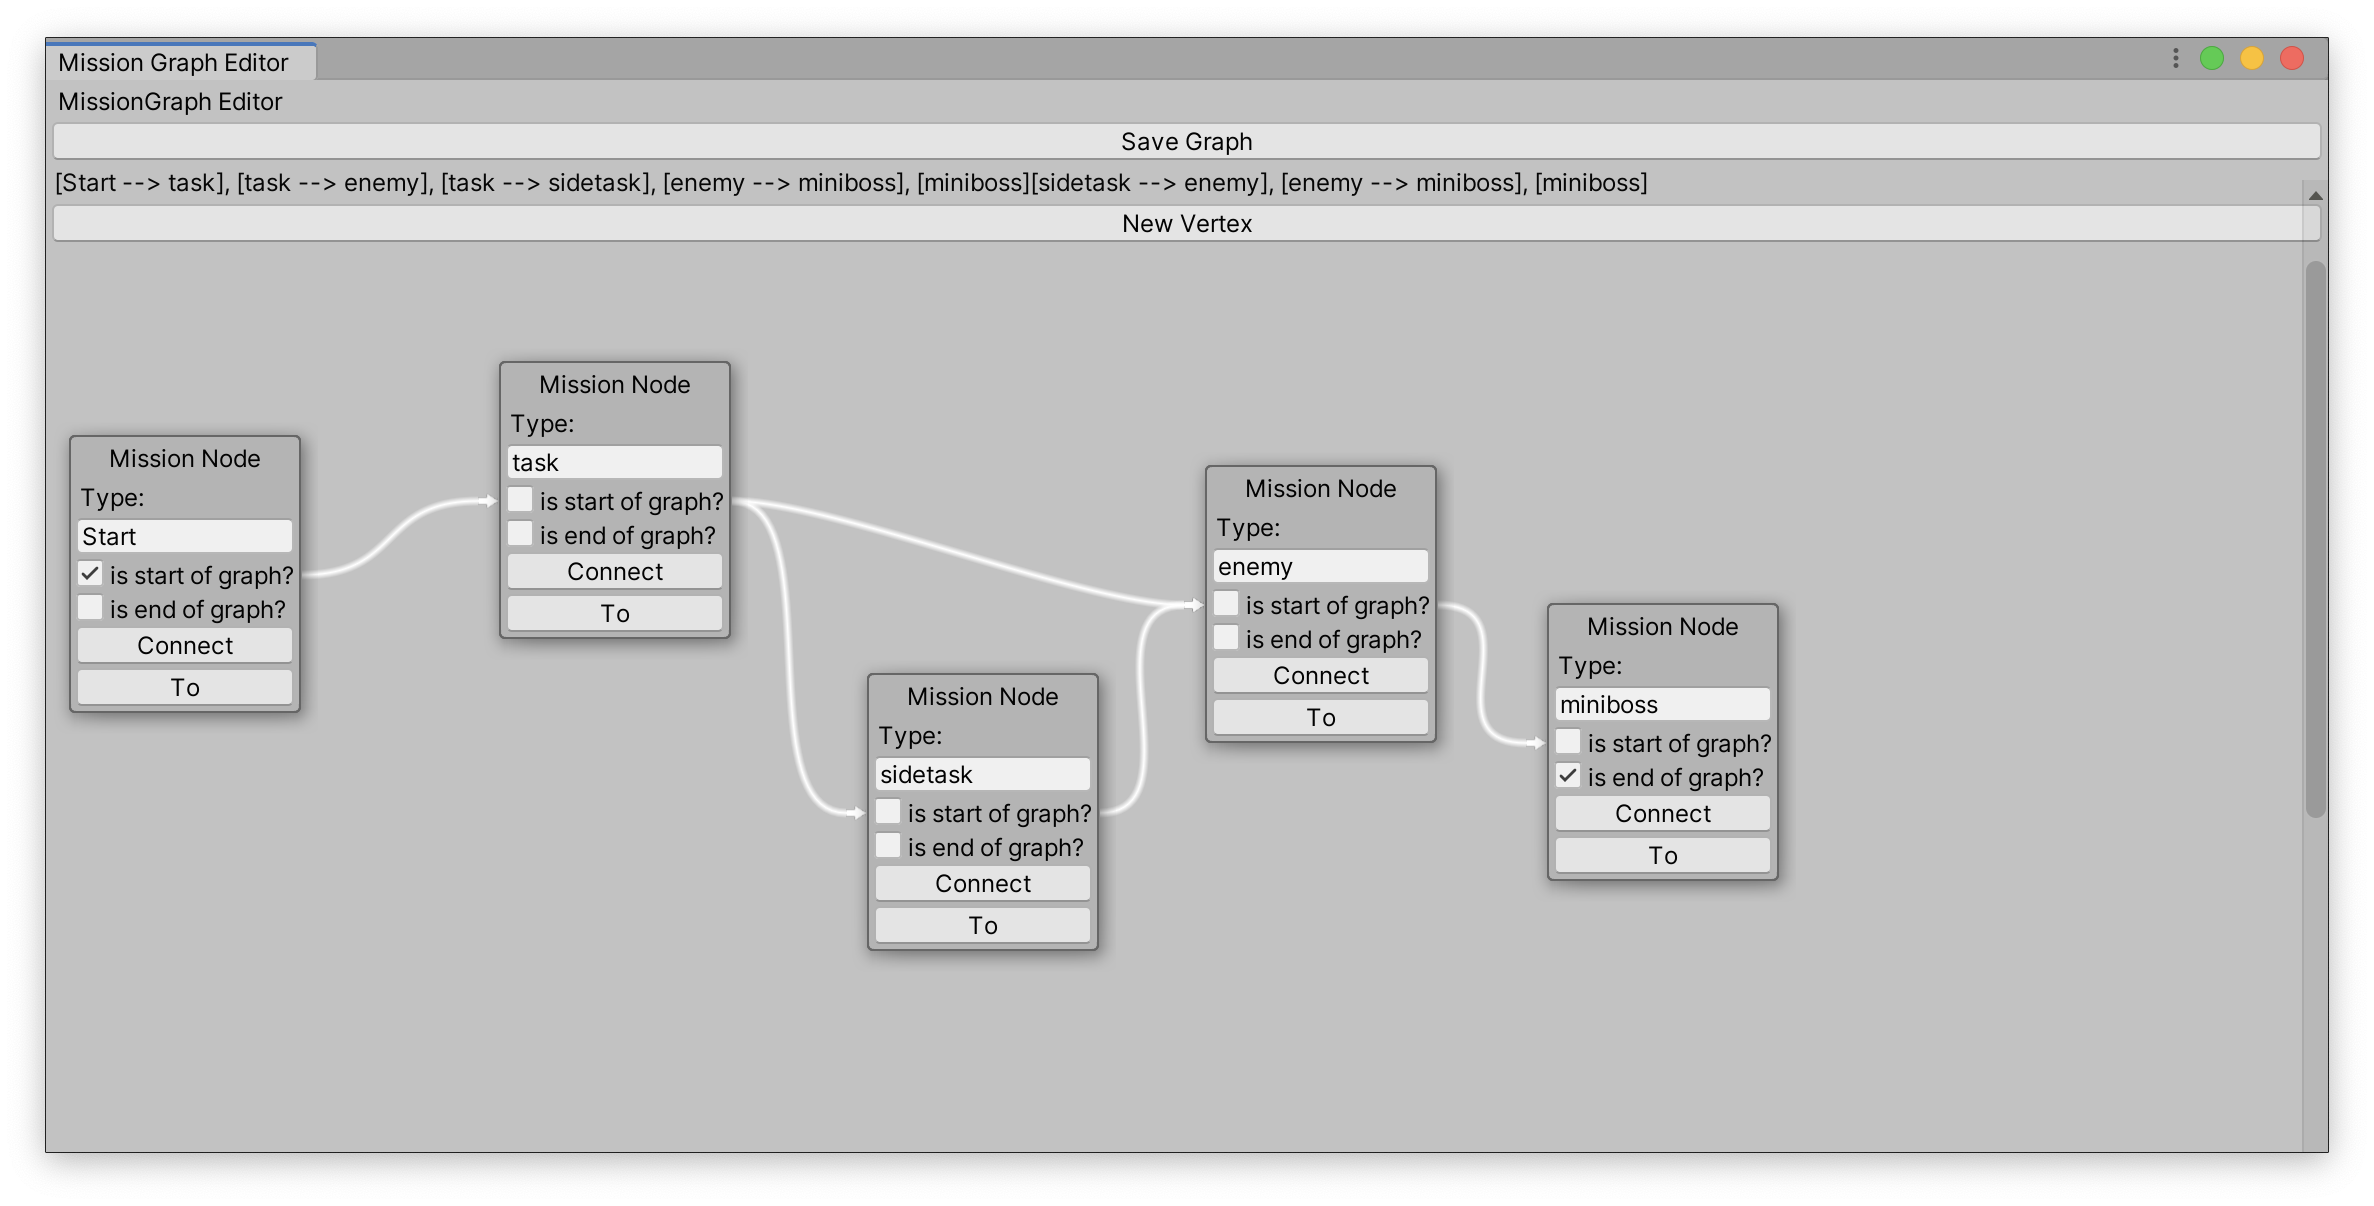 Mission Graph Editor
MissionGraph Editor
Save Graph
[Start --> task], [task --> enemy], [task --> sidetask], [enemy --> miniboss], [miniboss][sidetask --> enemy], [enemy --> miniboss], [miniboss]
New Vertex
Mission Node
Type:
Start
is start of graph?
is end of graph?
Connect
To
Mission Node
Type:
task
is start of graph?
is end of graph?
Connect
To
Mission Node
Type:
sidetask
is start of graph?
is end of graph?
Connect
To
Mission Node
Type:
enemy
is start of graph?
is end of graph?
Connect
To
Mission Node
Type:
miniboss
is start of graph?
is end of graph?
Connect
To